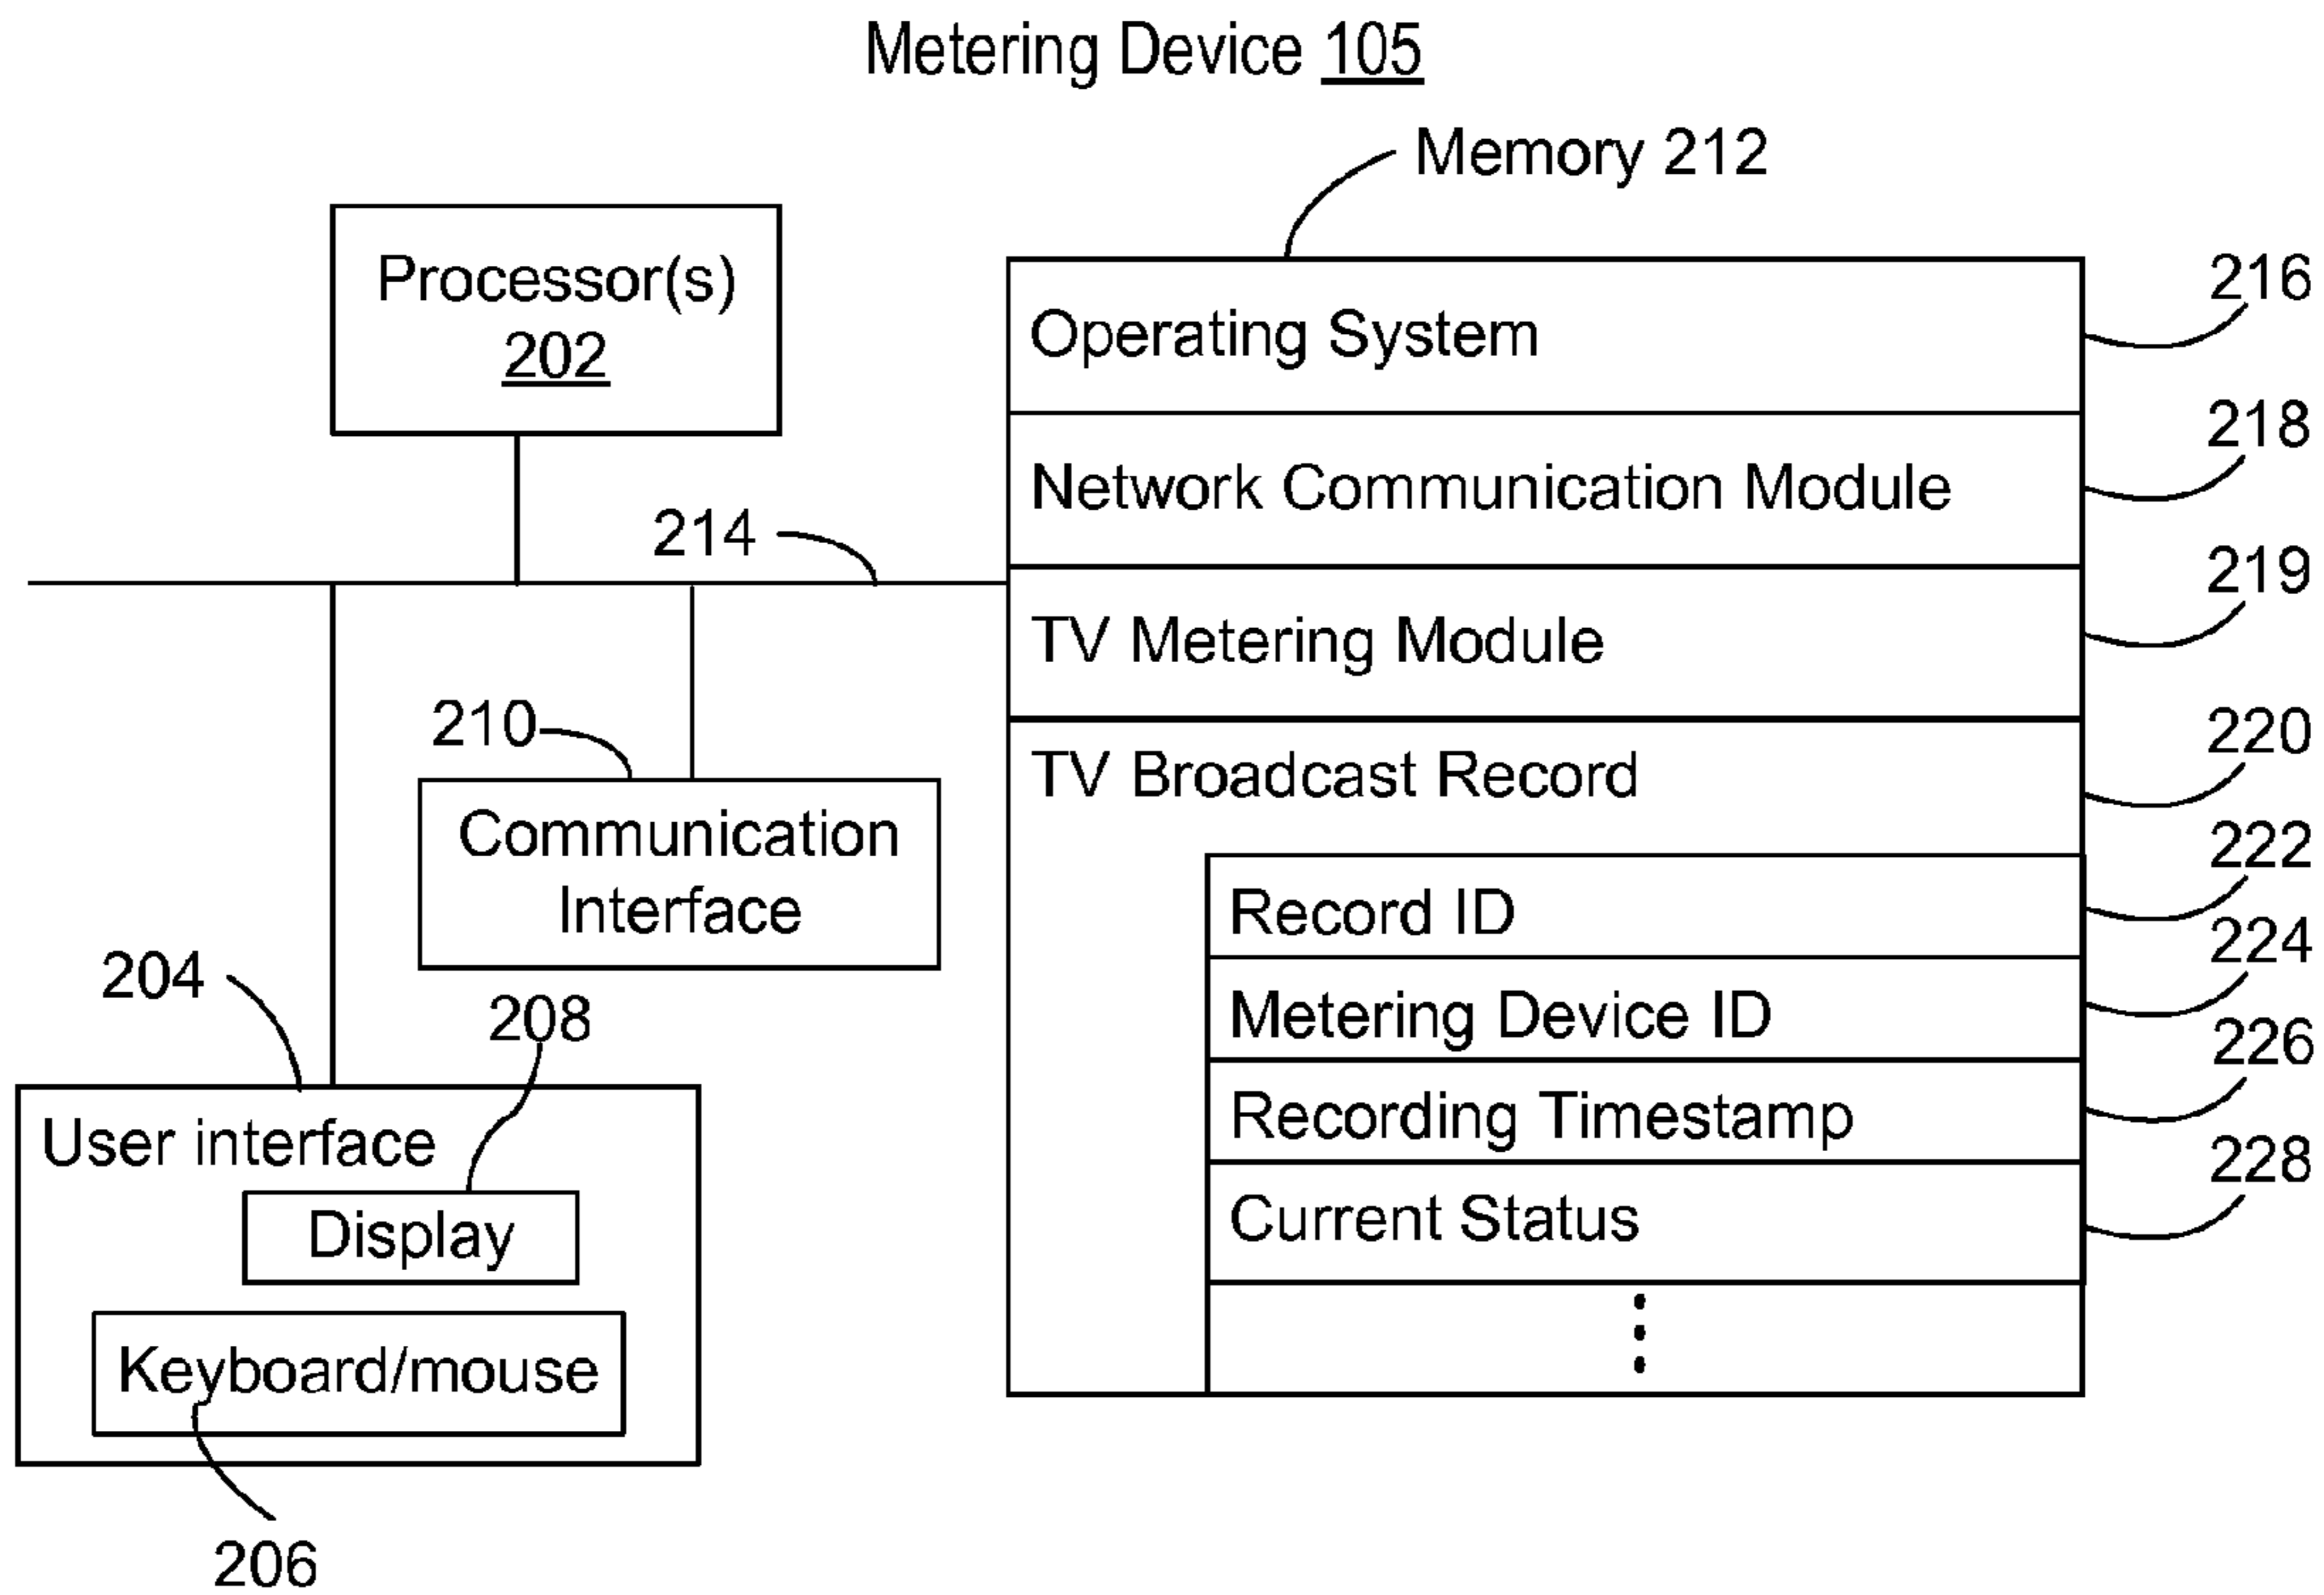 Metering Device 105
Memory 212
Processor(s)
202
216
Operating System
218
Network Communication Module
214
219
TV Metering Module
210
220
TV Broadcast Record
Communication
Interface
222
Record ID
204
224
Metering Device ID
208
226
Recording Timestamp
User interface
228
Current Status
Display
Keyboard/mouse
206